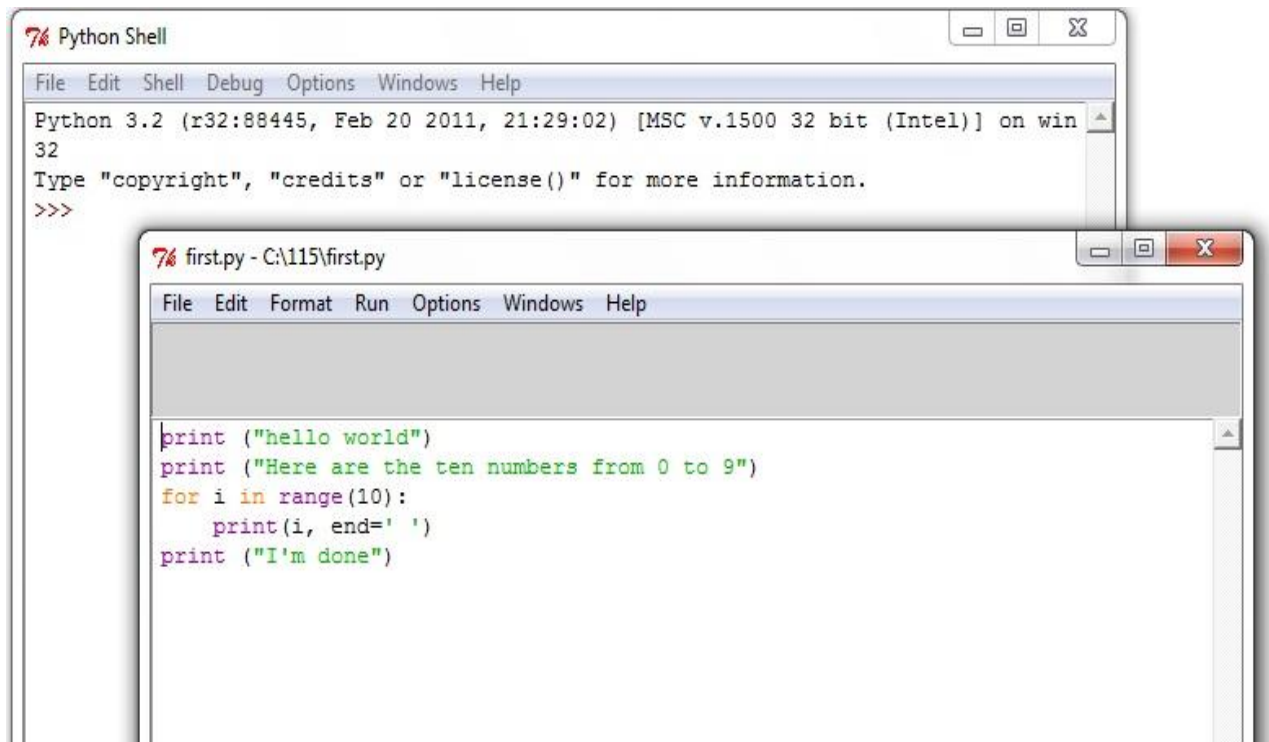 Python Shell
File Edit Shell Debug Options Windows Help
Python 3.2 (r32:88445, Feb 20 2011, 21:29:02) [MSC v.1500 32 bit (Intel)] on win
32
Type "copyright", "credits" or "license()" for more information.
>>>
first.py - C:\115\first.py
File Edit Format Run Options Windows Help
print ("hello world")
print ("Here are the ten numbers from 0 to 9")
for i in range(10):
    print(i, end=' ')
print ("I'm done")